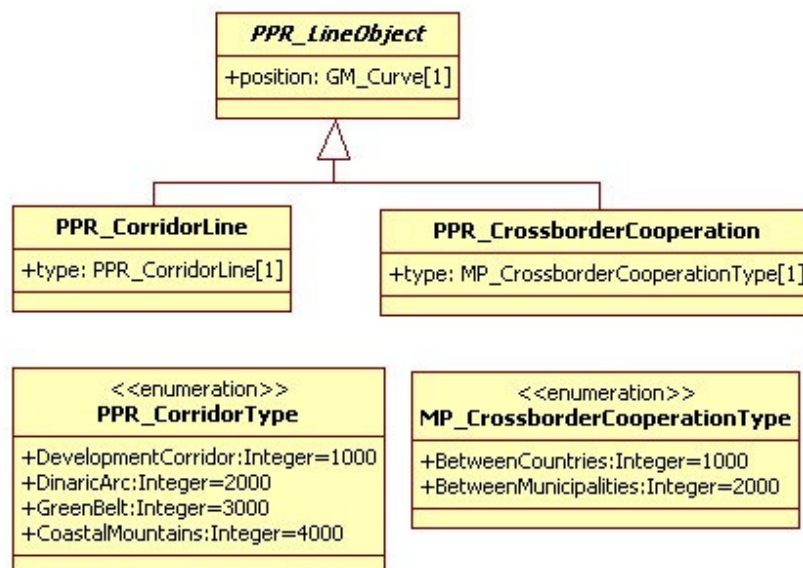 PPR_LineObject
+position: GM_Curve[1]
PPR_CorridorLine
+type: PPR_CorridorLine[1]
PPR_CrossborderCooperation
+type: MP_CrossborderCooperationType[1]
<<enumeration>>
PPR_CorridorType
+DevelopmentCorridor:Integer=1000
+DinaricArc:Integer=2000
+GreenBelt:Integer=3000
+CoastalMountains:Integer=4000
<<enumeration>>
MP_CrossborderCooperationType
+BetweenCountries:Integer=1000
+BetweenMunicipalities:Integer=2000